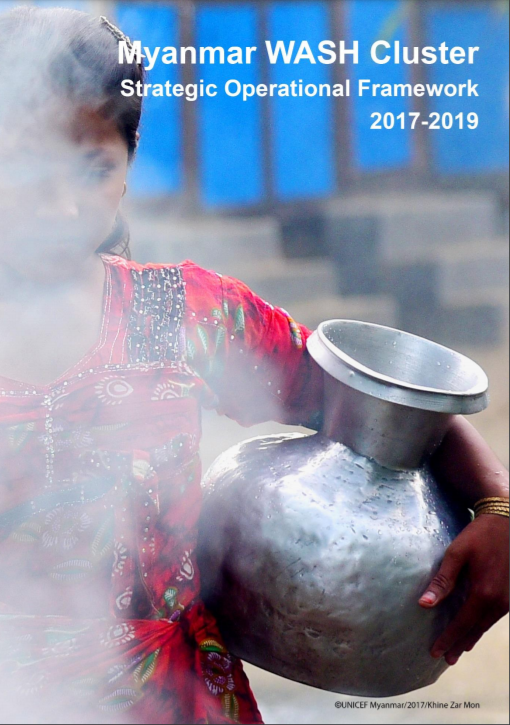 Myanmar WASH Cluster
Strategic Operational Framework
2017-2019
©UNICEF Myanmar/2017/Khine Zar Mon